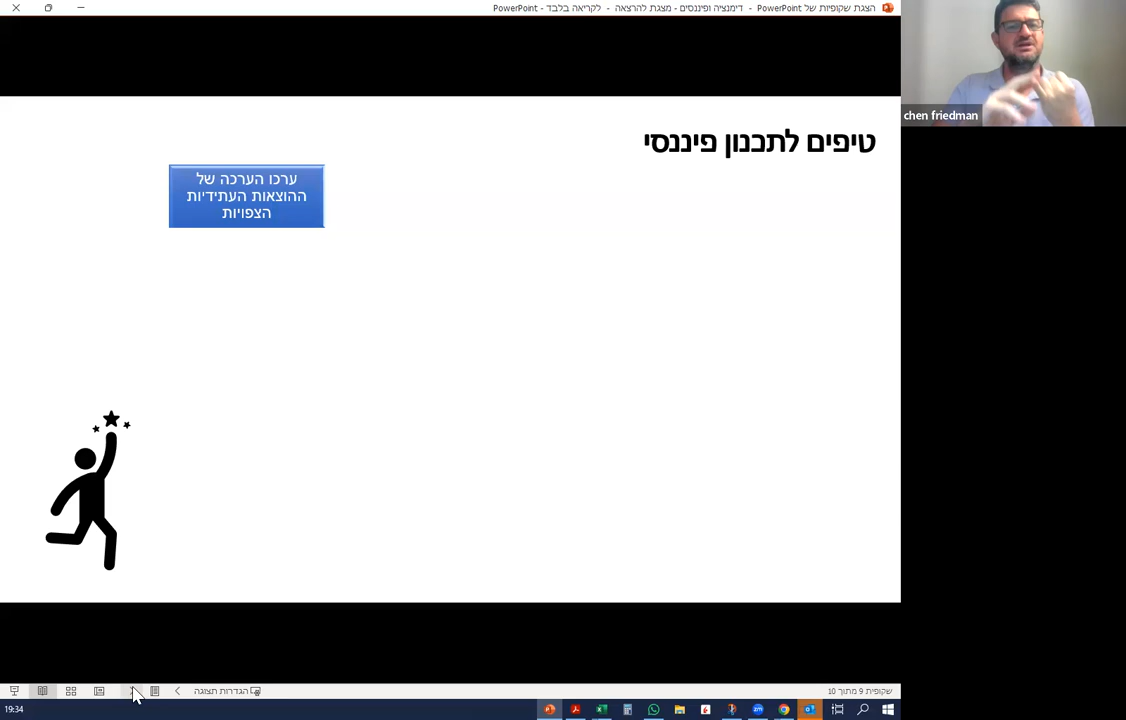 הצגת שקופיות של PowerPoint - דימנציה ופיננסים - מצגת להרצאה - לקריאה בלבד - PowerPoint
chen friedman
טיפים לתכנון פיננסי
ערכו הערכה של
ההוצאות העתידיות
הצפויות
שקופית 9 מתוך 10
הגדרות תצוגה
19:34